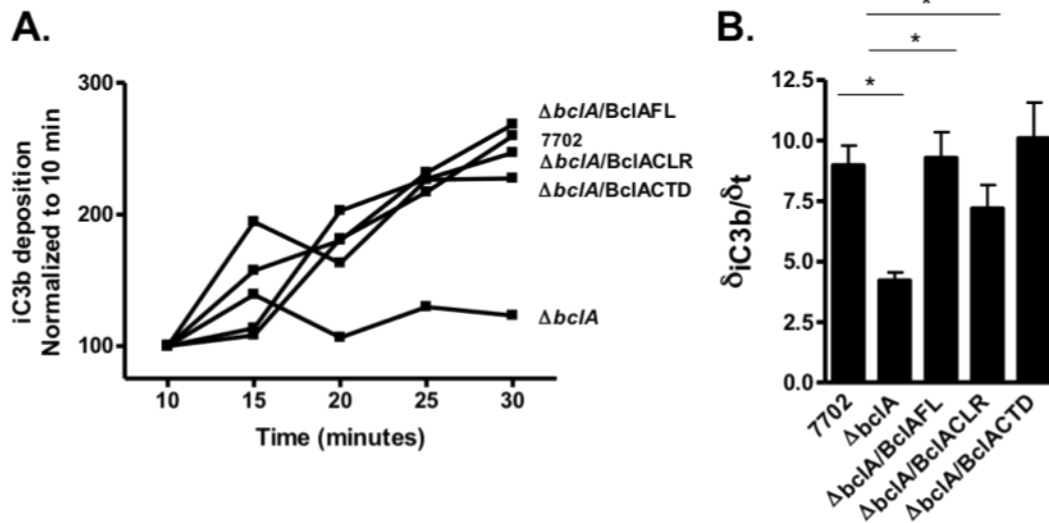 A.
iC3b deposition
Normalized to 10 min
300
200
100
10 15 20 25 30
Time (minutes)
ΔbclA/BclAFL
7702
ΔbclA/BclACLR
ΔbclA/BclACTD
ΔbclA
B.
*
*
*
δiC3b/δt
12.5
10.0
7.5
5.0
2.5
0.0
7702
ΔbclA
ΔbclA/BclAFL
ΔbclA/BclACLR
ΔbclA/BclACTD